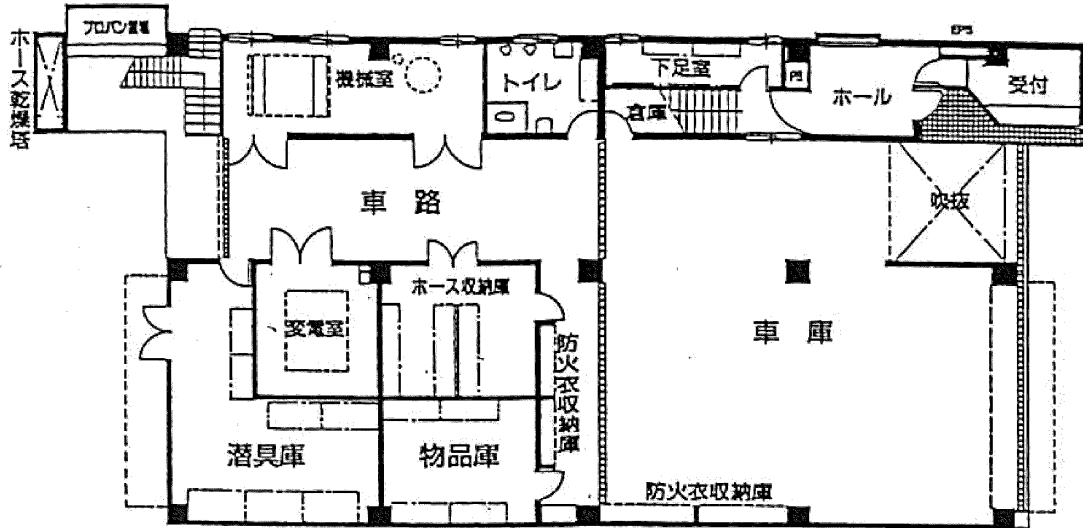 プロパン置場
EPS
ホース乾燥塔
機械室
トイレ
下足室
PS
ホール
受付
倉庫
車路
吹抜
ホース収納庫
変電室
防火衣収納庫
車庫
潜具庫
物品庫
防火衣収納庫